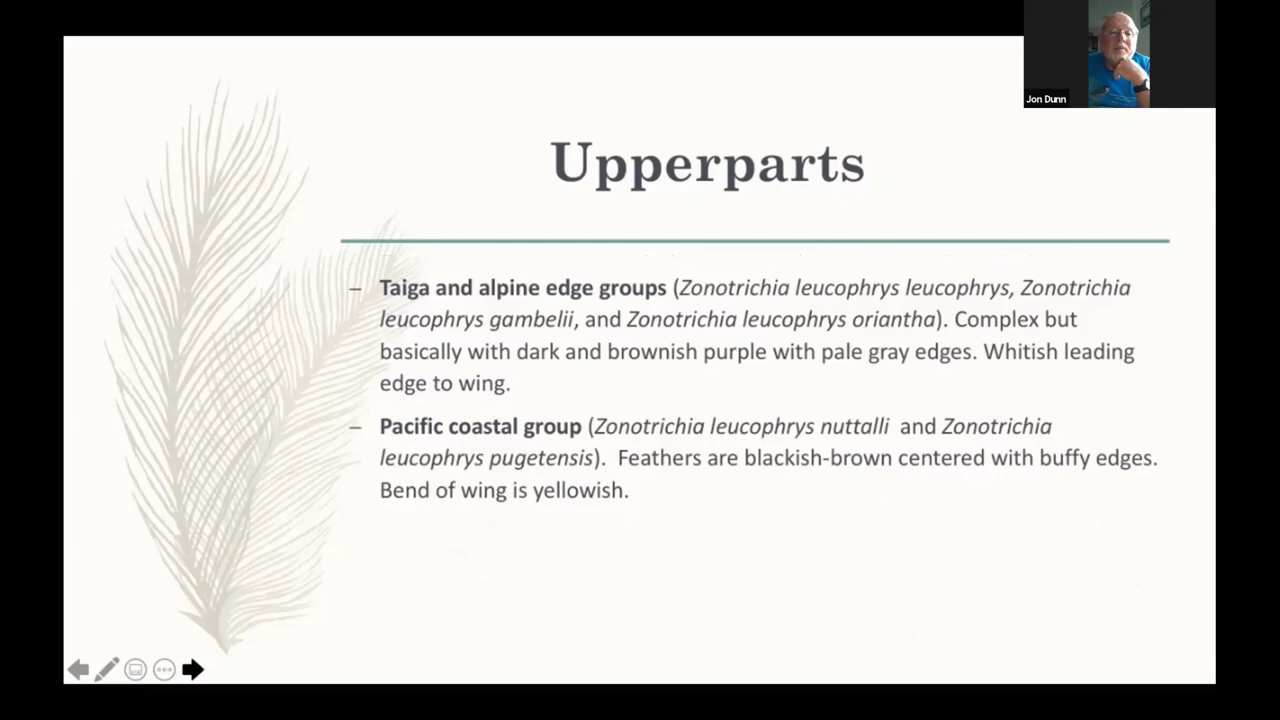 Jon Dunn
Upperparts
– Taiga and alpine edge groups (Zonotrichia leucophrys leucophrys, Zonotrichia
leucophrys gambelii, and Zonotrichia leucophrys oriantha). Complex but
basically with dark and brownish purple with pale gray edges. Whitish leading
edge to wing.
– Pacific coastal group (Zonotrichia leucophrys nuttalli and Zonotrichia
leucophrys pugetensis). Feathers are blackish-brown centered with buffy edges.
Bend of wing is yellowish.